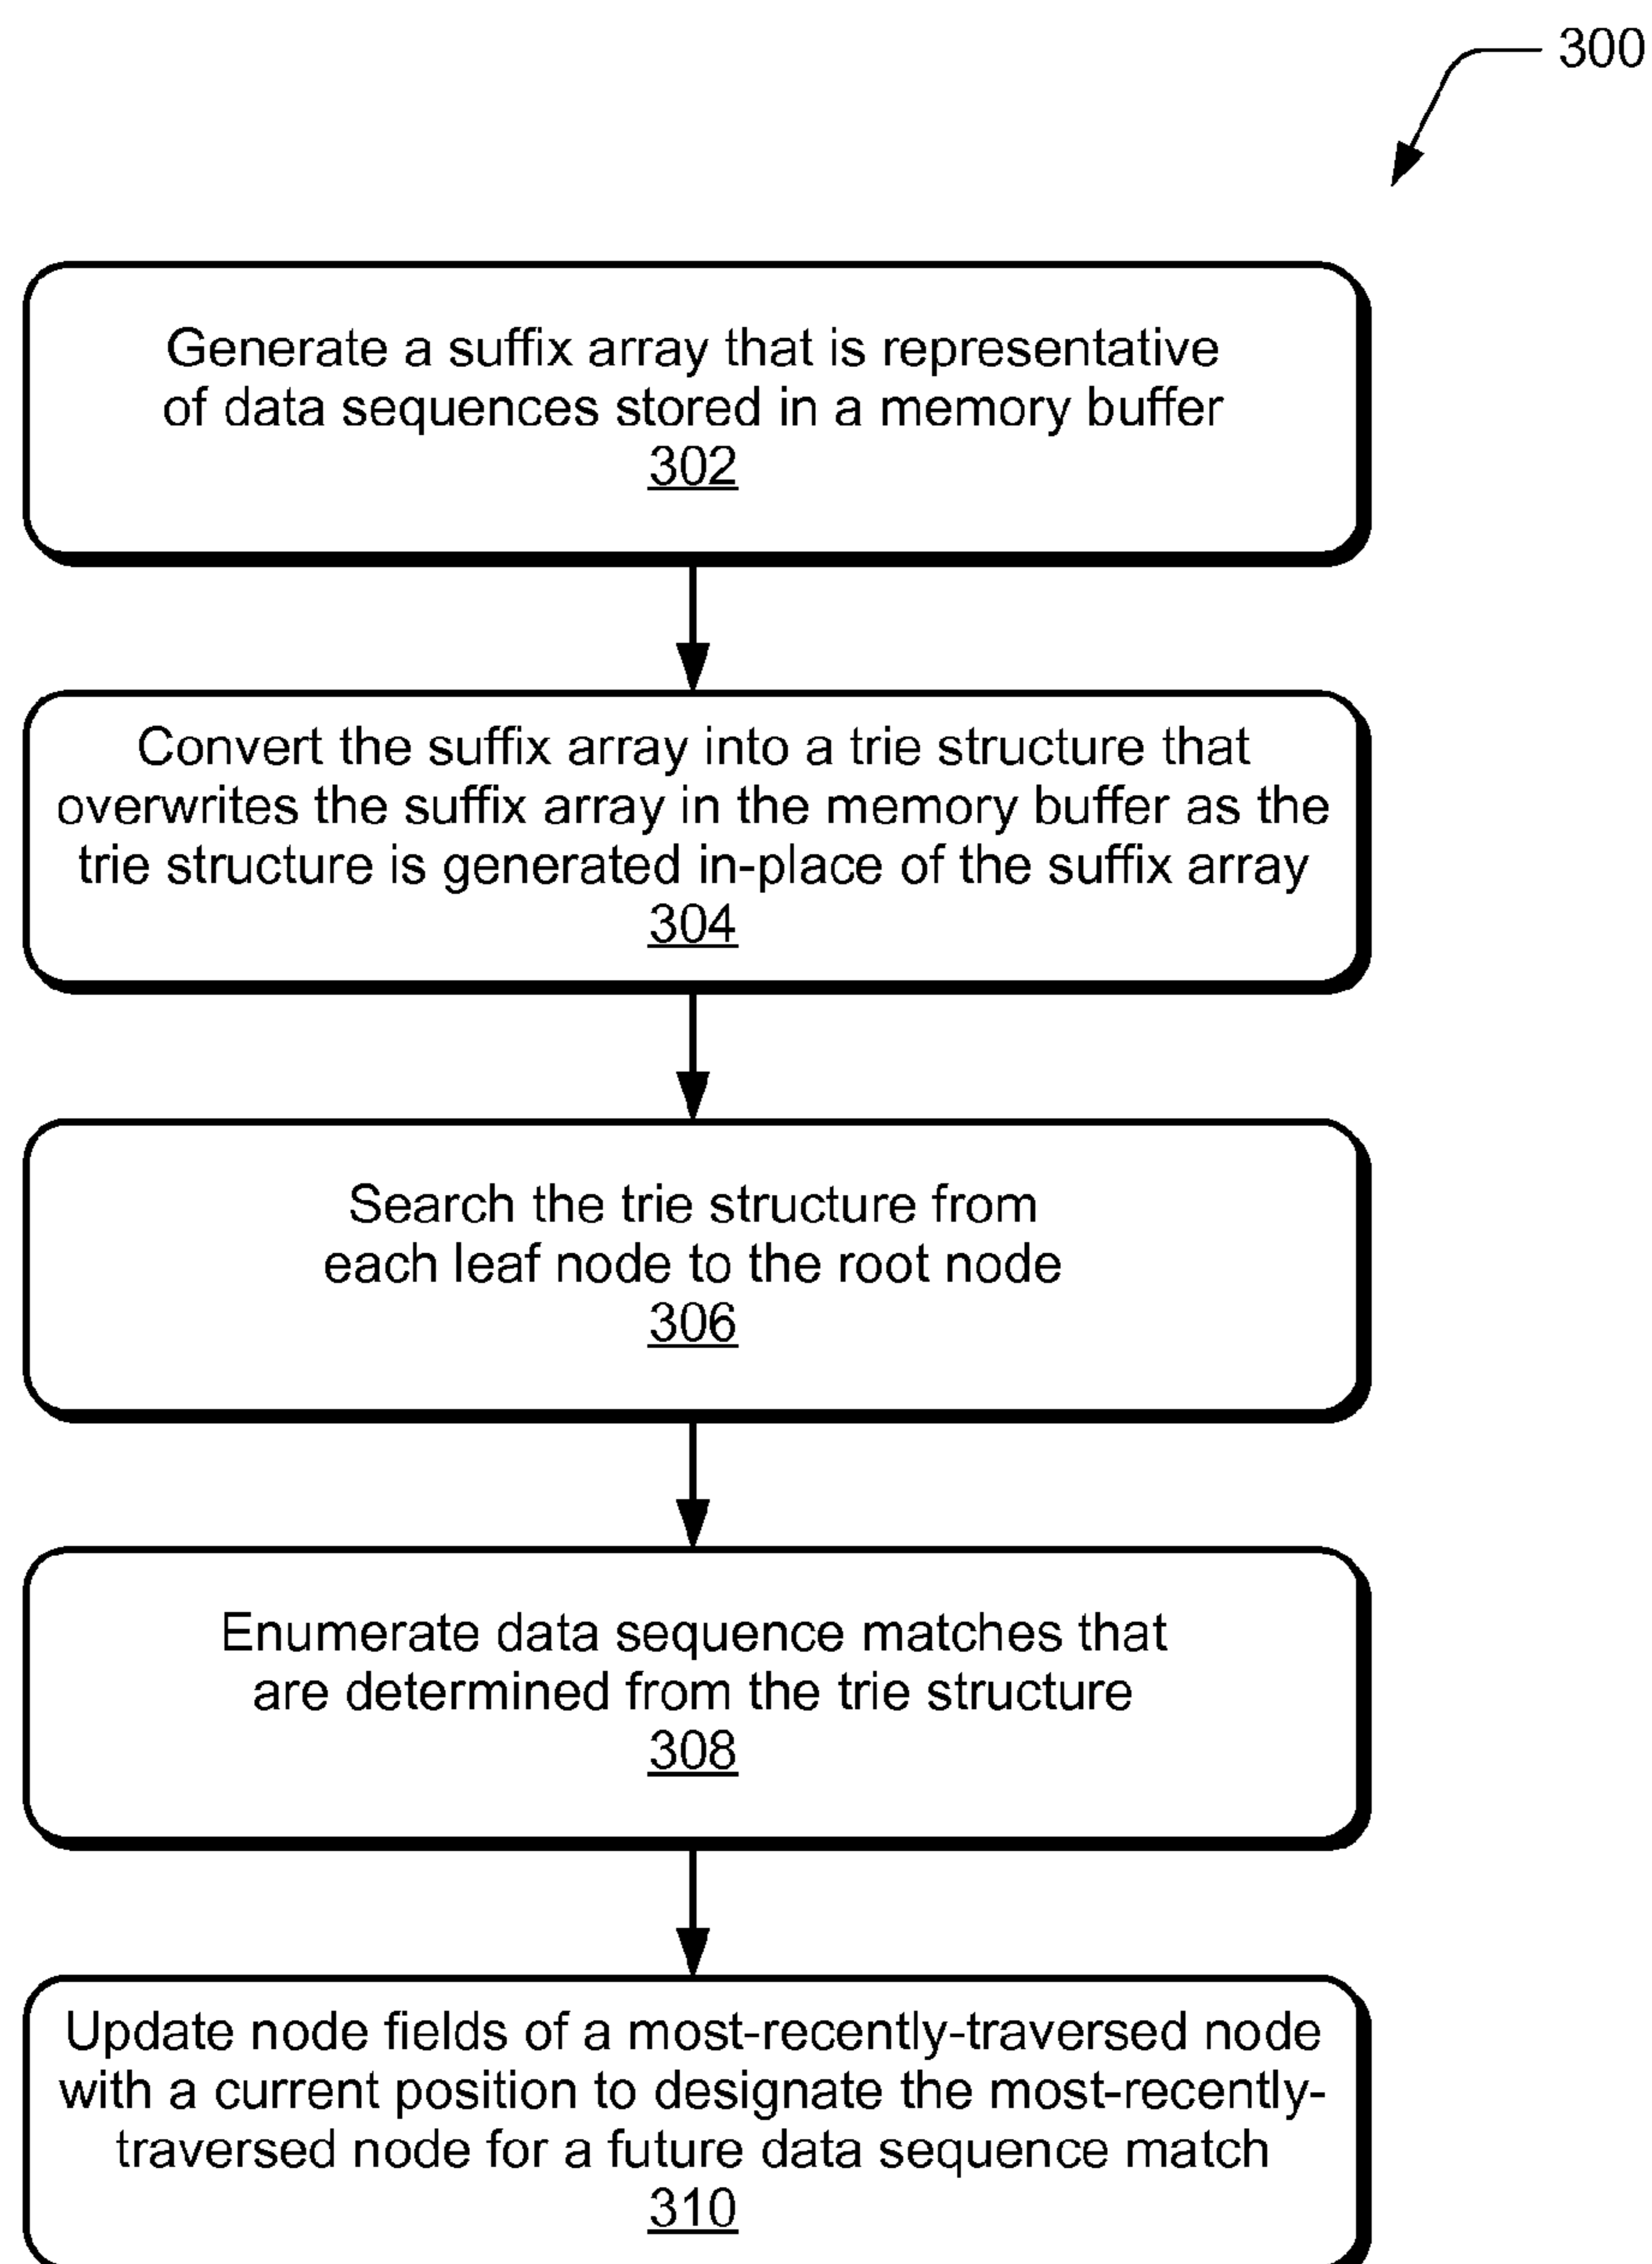 300
Generate a suffix array that is representative
of data sequences stored in a memory buffer
302
Convert the suffix array into a trie structure that
overwrites the suffix array in the memory buffer as the
trie structure is generated in-place of the suffix array
304
Search the trie structure from
each leaf node to the root node
306
Enumerate data sequence matches that
are determined from the trie structure
308
Update node fields of a most-recently-traversed node
with a current position to designate the most-recently-
traversed node for a future data sequence match
310